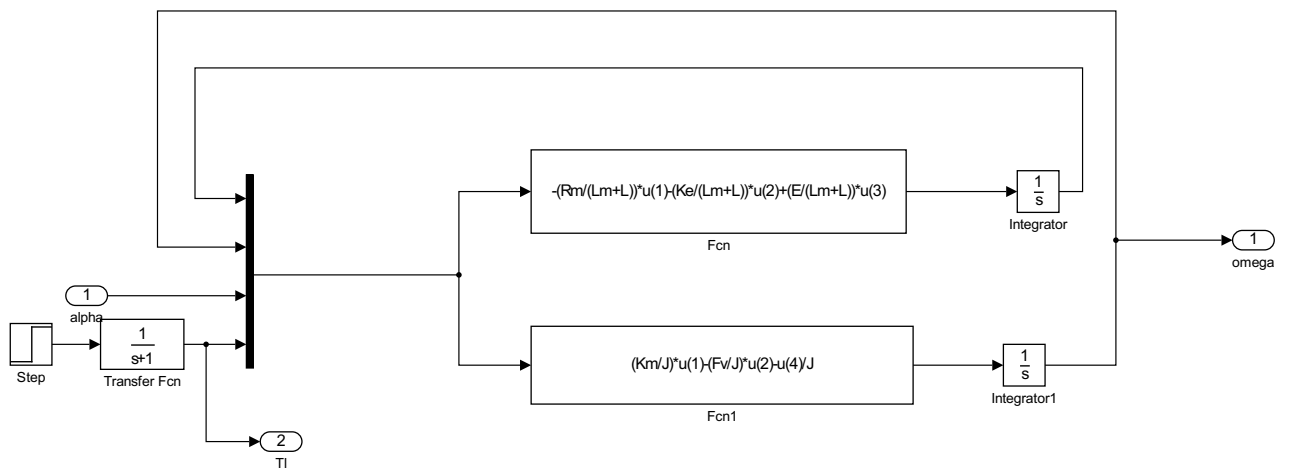 -(Rm/(Lm+L))*u(1)-(Ke/(Lm+L))*u(2)+(E/(Lm+L))*u(3)
Fcn
1
s
Integrator
1
omega
1
alpha
Step
1
s+1
Transfer Fcn
(Km/J)*u(1)-(Fv/J)*u(2)-u(4)/J
Fcn1
1
s
Integrator1
2
Tl